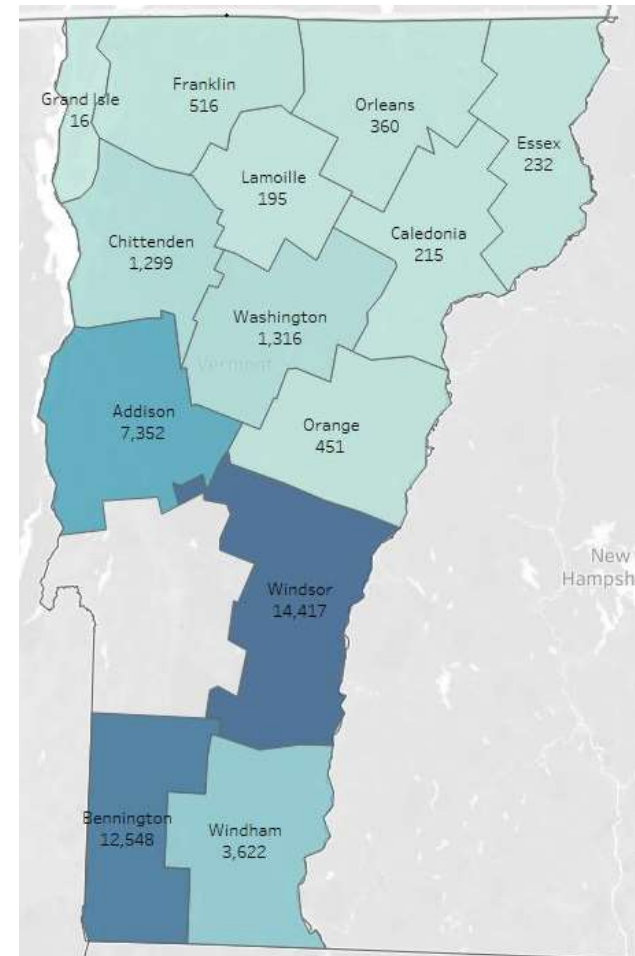 Franklin
516
Grand Isle
16
Orleans
360
Essex
232
Lamoille
195
Caledonia
215
Chittenden
1,299
Washington
1,316
Vermont
Addison
7,352
Orange
451
New
Hampsh
Windsor
14,417
Bennington
12,548
Windham
3,622